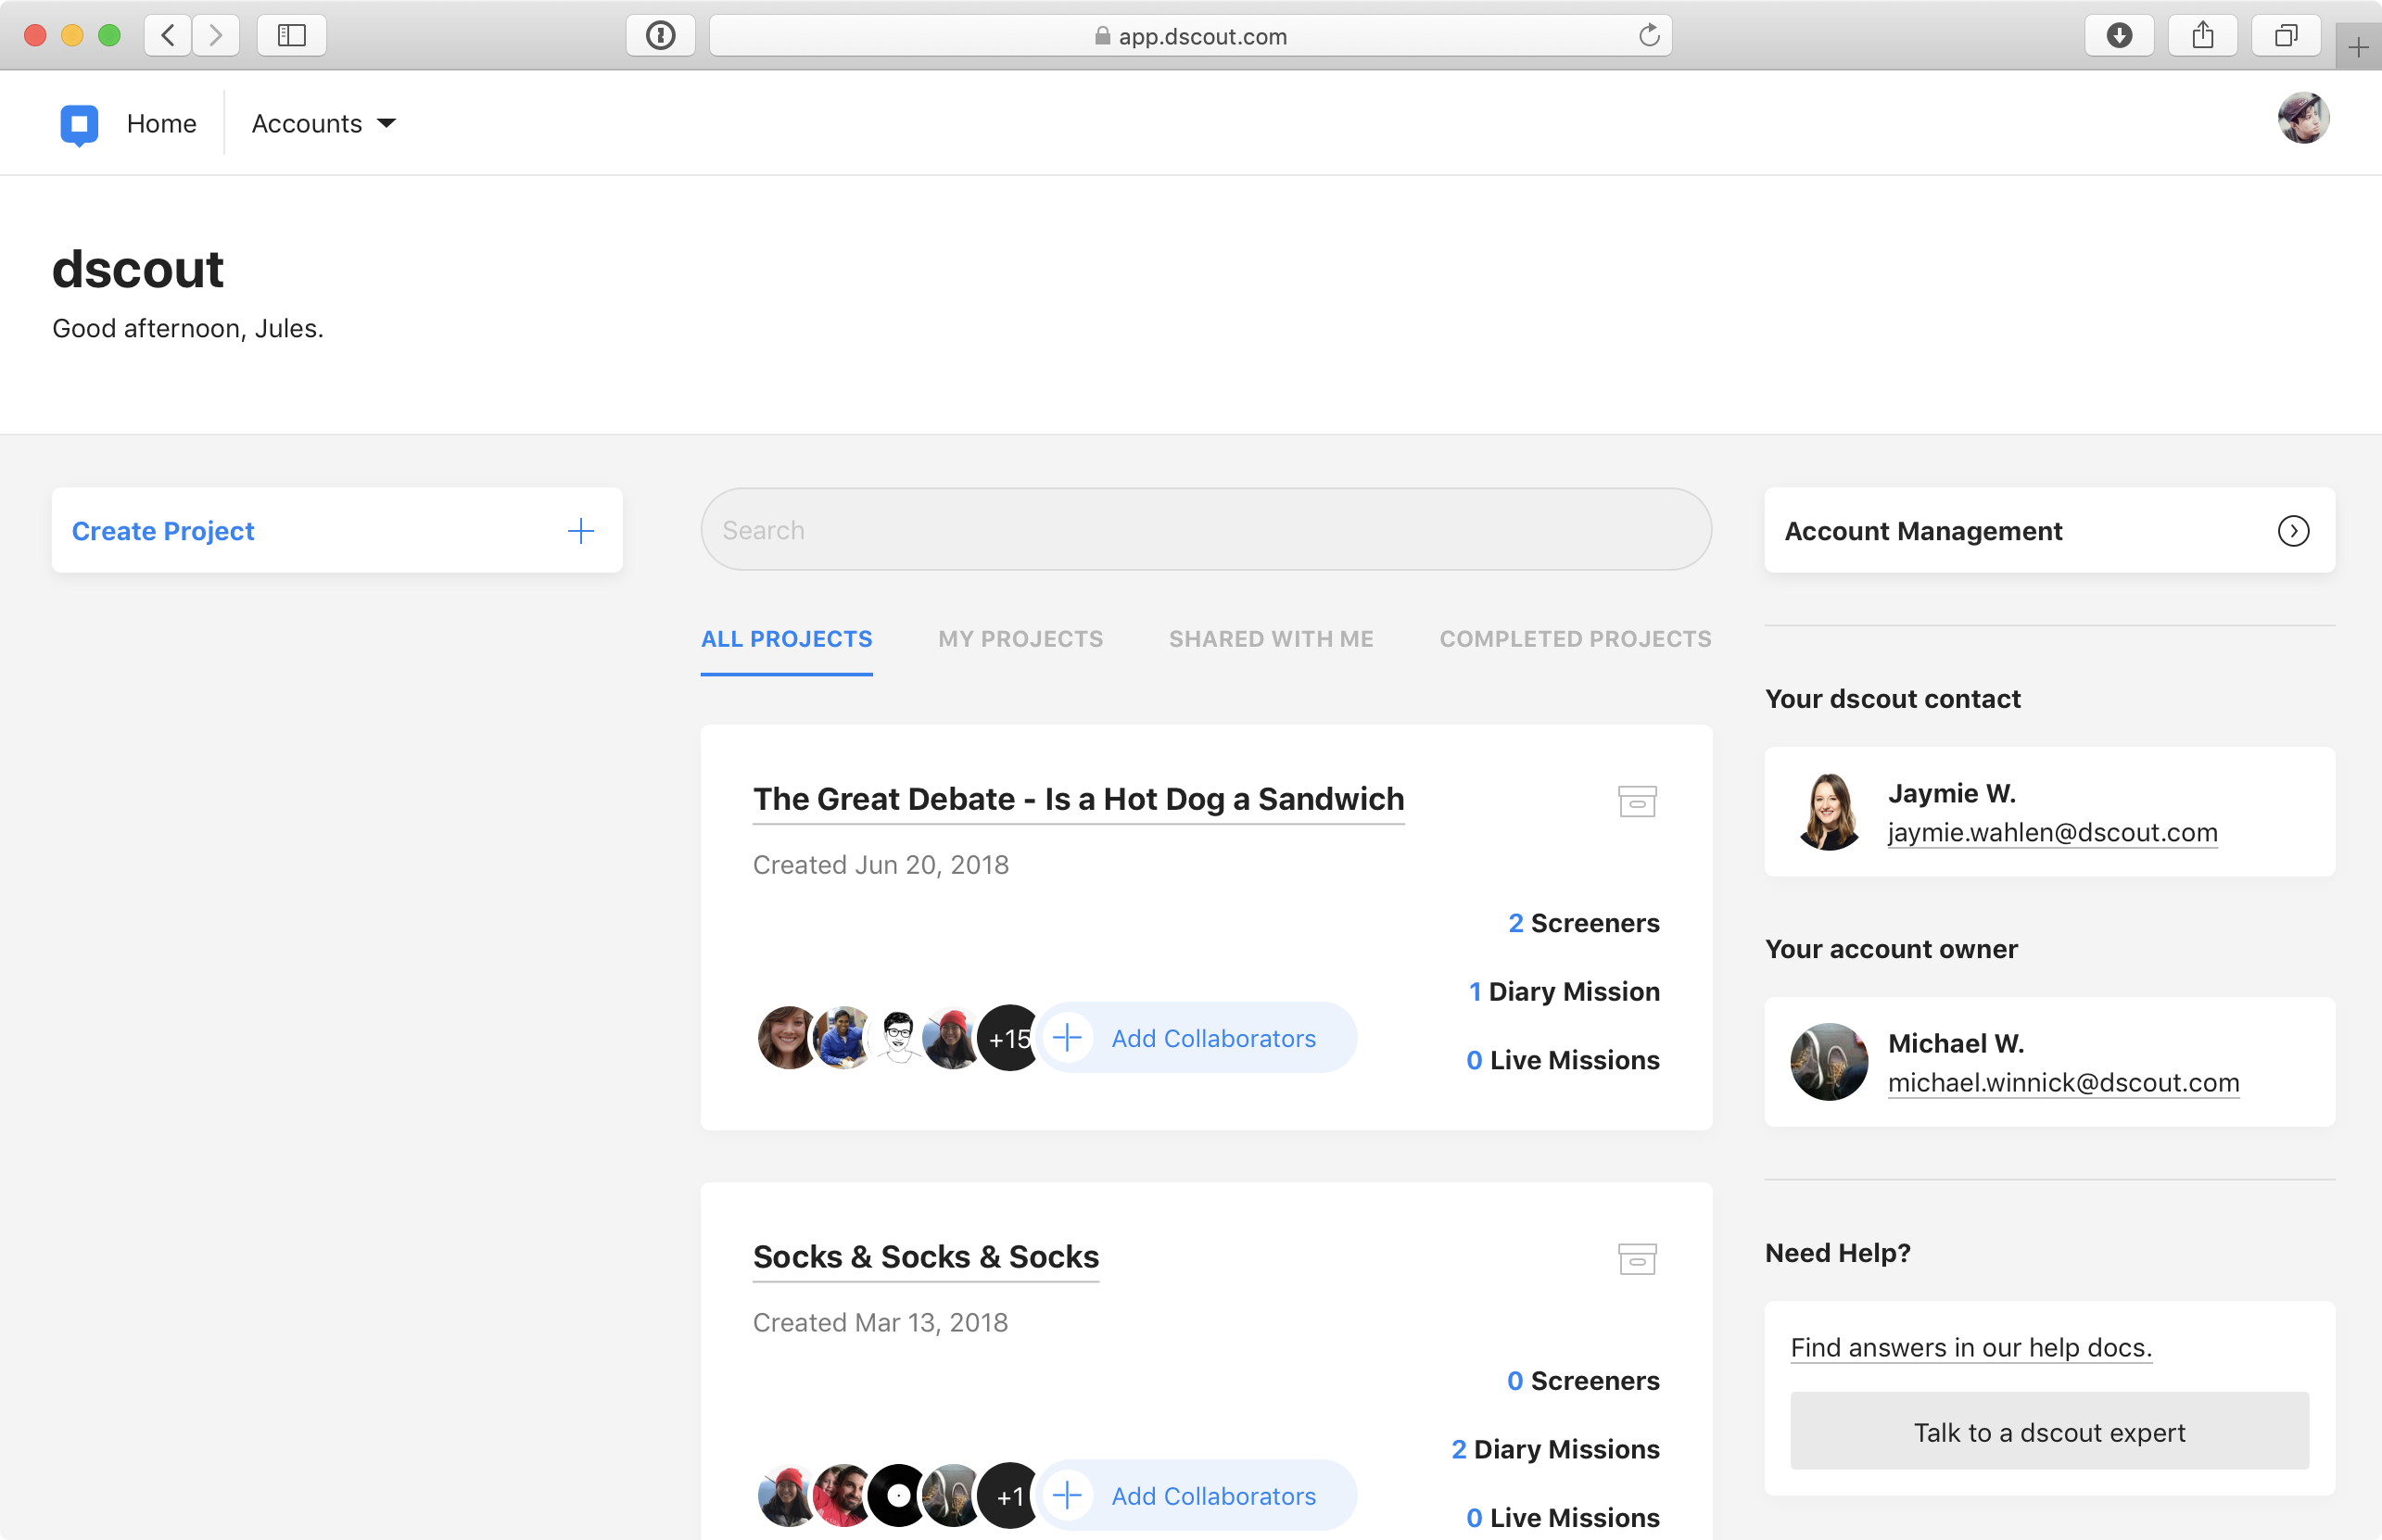 app.dscout.com
Home
Accounts
dscout
Good afternoon, Jules.
Create Project
Search
ALL PROJECTS
MY PROJECTS
SHARED WITH ME
COMPLETED PROJECTS
The Great Debate - Is a Hot Dog a Sandwich
Created Jun 20, 2018
2 Screeners
1 Diary Mission
0 Live Missions
+15
Add Collaborators
Socks & Socks & Socks
Created Mar 13, 2018
0 Screeners
2 Diary Missions
0 Live Missions
+1
Add Collaborators
Account Management
Your dscout contact
Jaymie W.
jaymie.wahlen@dscout.com
Your account owner
Michael W.
michael.winnick@dscout.com
Need Help?
Find answers in our help docs.
Talk to a dscout expert